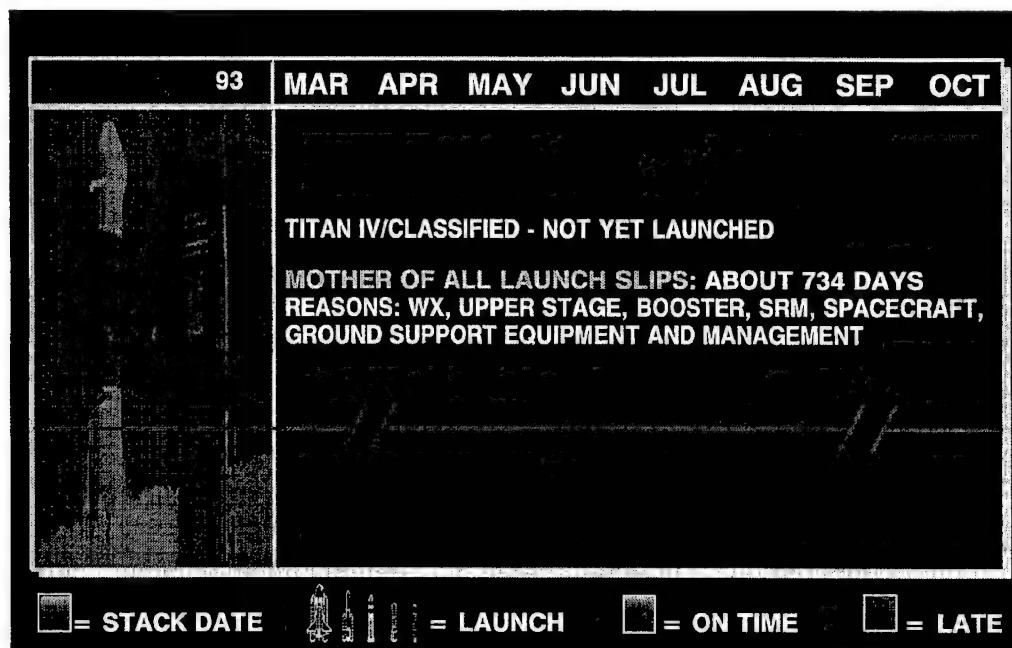 93 MAR APR MAY JUN JUL AUG SEP OCT
TITAN IV/CLASSIFIED - NOT YET LAUNCHED
MOTHER OF ALL LAUNCH SLIPS: ABOUT 734 DAYS
REASONS: WX, UPPER STAGE, BOOSTER, SRM, SPACECRAFT,
GROUND SUPPORT EQUIPMENT AND MANAGEMENT
= STACK DATE = LAUNCH = ON TIME = LATE